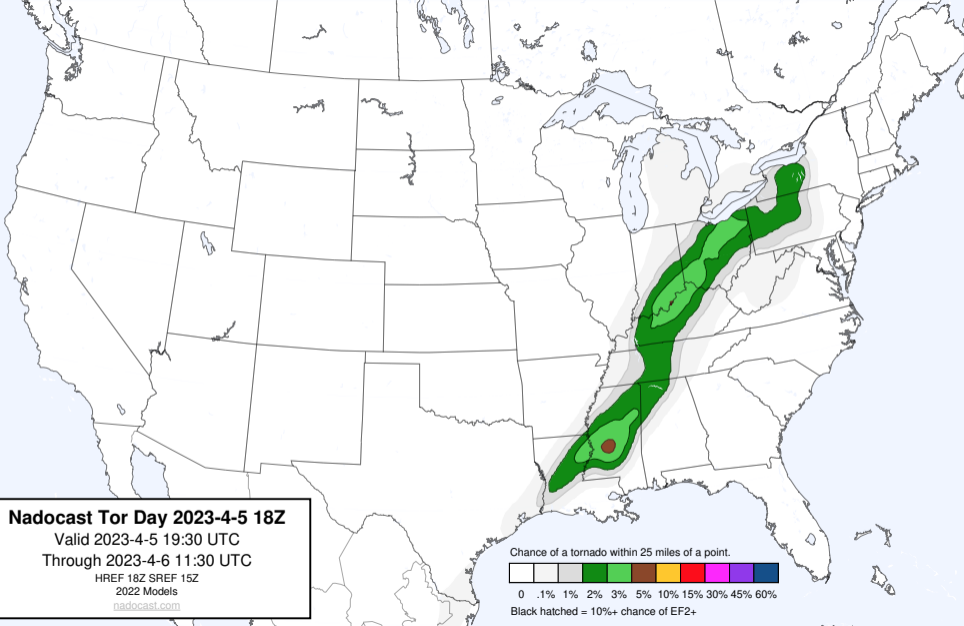 Nadocast Tor Day 2023-4-5 18Z
Valid 2023-4-5 19:30 UTC
Through 2023-4-6 11:30 UTC
HREF 18Z SREF 15Z
2022 Models
nadocast.com
Chance of a tornado within 25 miles of a point.
0 .1% 1% 2% 3% 5% 10% 15% 30% 45% 60%
Black hatched = 10%+ chance of EF2+